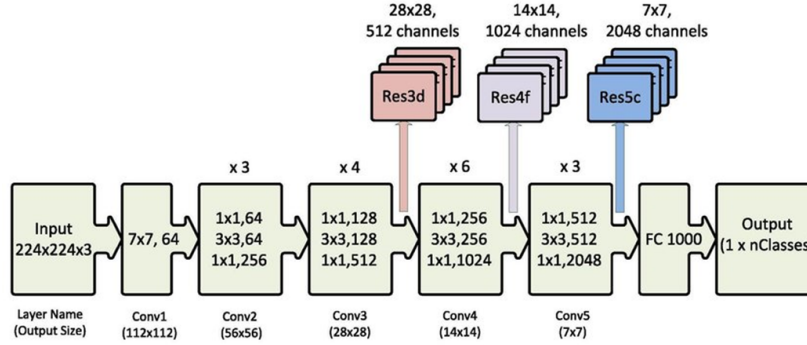 28x28,
512 channels
14x14,
1024 channels
7x7,
2048 channels
Res3d
Res4f
Res5c
x 3
x 4
x 6
x 3
Input
224x224x3
7x7, 64
1x1,64
3x3,64
1x1,256
1x1,128
3x3,128
1x1,512
1x1,256
3x3,256
1x1,1024
1x1,512
3x3,512
1x1,2048
FC 1000
Output
(1 x nClasses
Layer Name
(Output Size)
Conv1
(112x112)
Conv2
(56x56)
Conv3
(28x28)
Conv4
(14x14)
Conv5
(7x7)